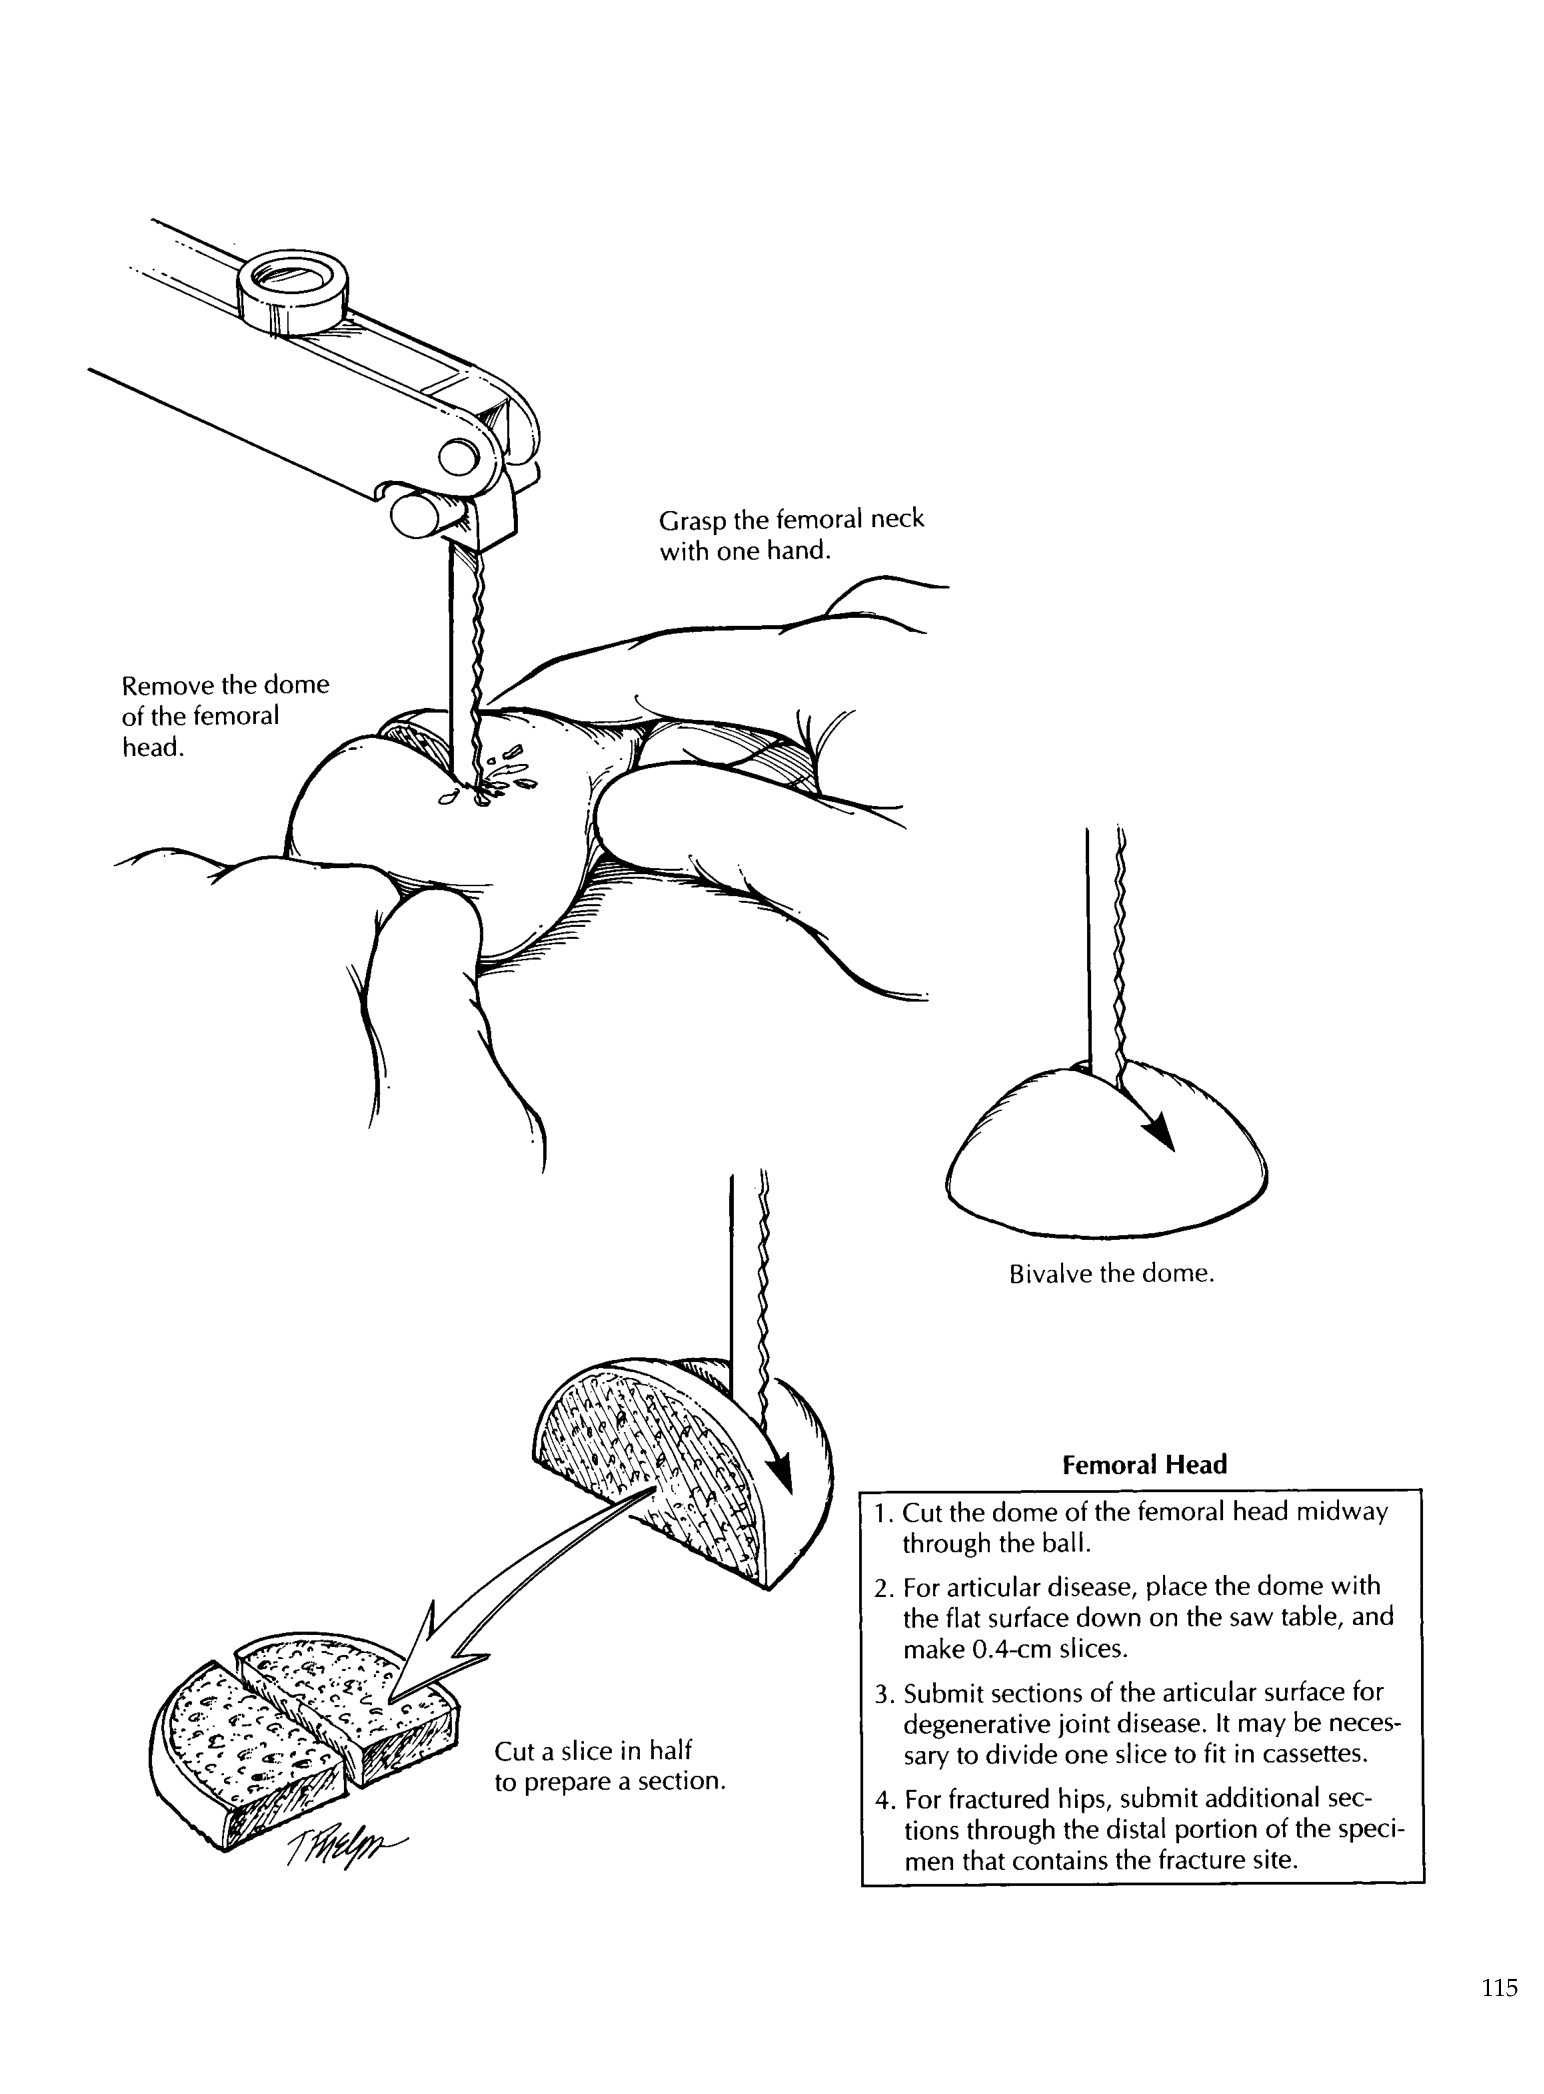 Grasp the femoral neck
with one hand.
Remove the dome
of the femoral
head.
Bivalve the dome.
Cut a slice in half
to prepare a section.
T Phelps
Femoral Head
1. Cut the dome of the femoral head midway
through the ball.
2. For articular disease, place the dome with
the flat surface down on the saw table, and
make 0.4-cm slices.
3. Submit sections of the articular surface for
degenerative joint disease. It may be neces-
sary to divide one slice to fit in cassettes.
4. For fractured hips, submit additional sec-
tions through the distal portion of the speci-
men that contains the fracture site.
115